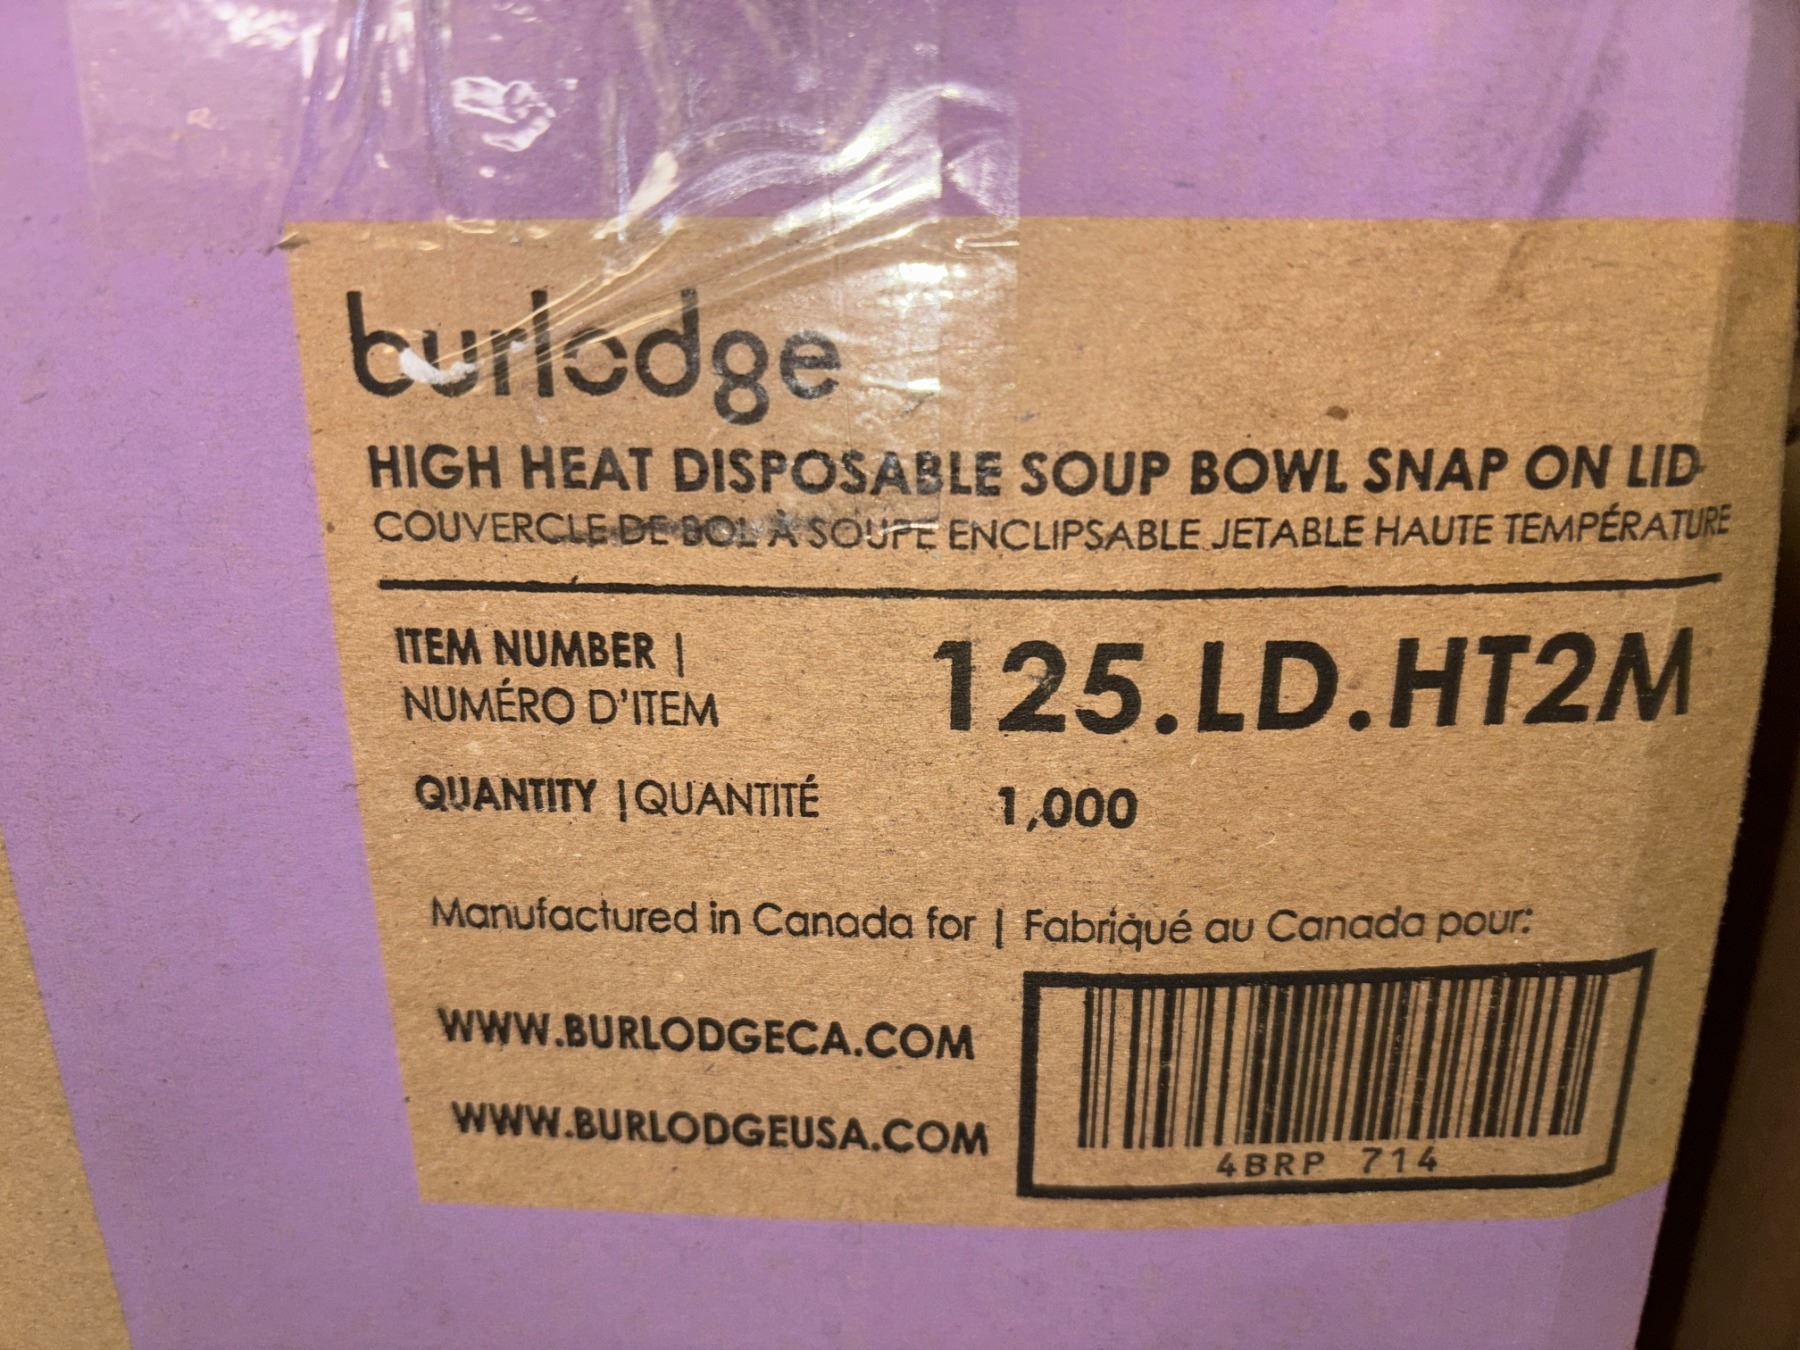 burlodge
HIGH HEAT DISPOSABLE SOUP BOWL SNAP ON LID
COUVERCLE DE BOL À SOUPE ENCLIPSABLE JETABLE HAUTE TEMPÉRATURE
ITEM NUMBER |
NUMÉRO D'ITEM
125.LD.HT2M
QUANTITY | QUANTITÉ 1,000
Manufactured in Canada for | Fabriqué au Canada pour:
WWW.BURLODGECA.COM
WWW.BURLODGEUSA.COM
4BRP 714